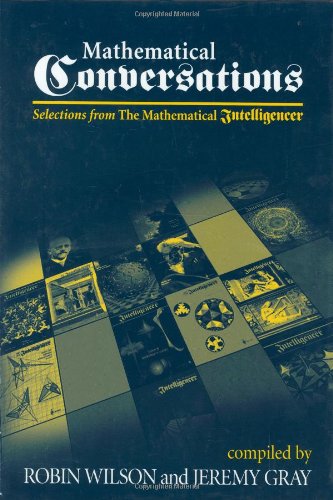 Mathematical
Conversations
Selections from The Mathematical Intelligencer
compiled by
ROBIN WILSON and JEREMY GRAY